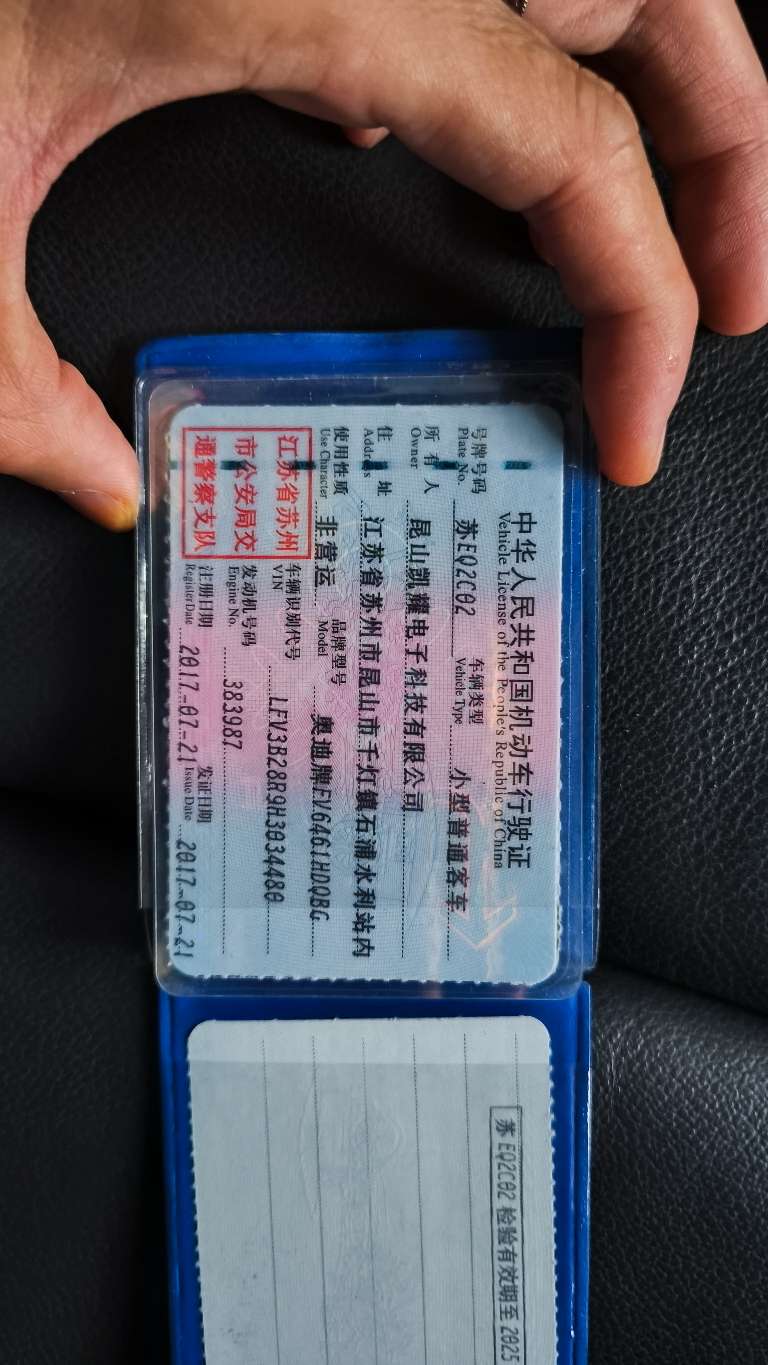 中华人民共和国机动车行驶证
Vehicle License of the People's Republic of China
号牌号码 苏EQ2C02 车辆类型 小型普通客车
Plate No. Vehicle Type
所有人 昆山凯耀电子科技有限公司
Owner
住址 江苏省苏州市昆山市千灯镇石浦水利站内
Address
使用性质 非营运 品牌型号 奥迪牌FV6461HDQBG
Use Character Model
江苏省苏州
市公安局交
通警察支队
车辆识别代号 LFV3B28R9H3034480
VIN
发动机号码 383987
Engine No.
注册日期 2017-07-21 发证日期 2017-07-21
Register Date Issue Date
苏EQ2C02 检验有效期至2025